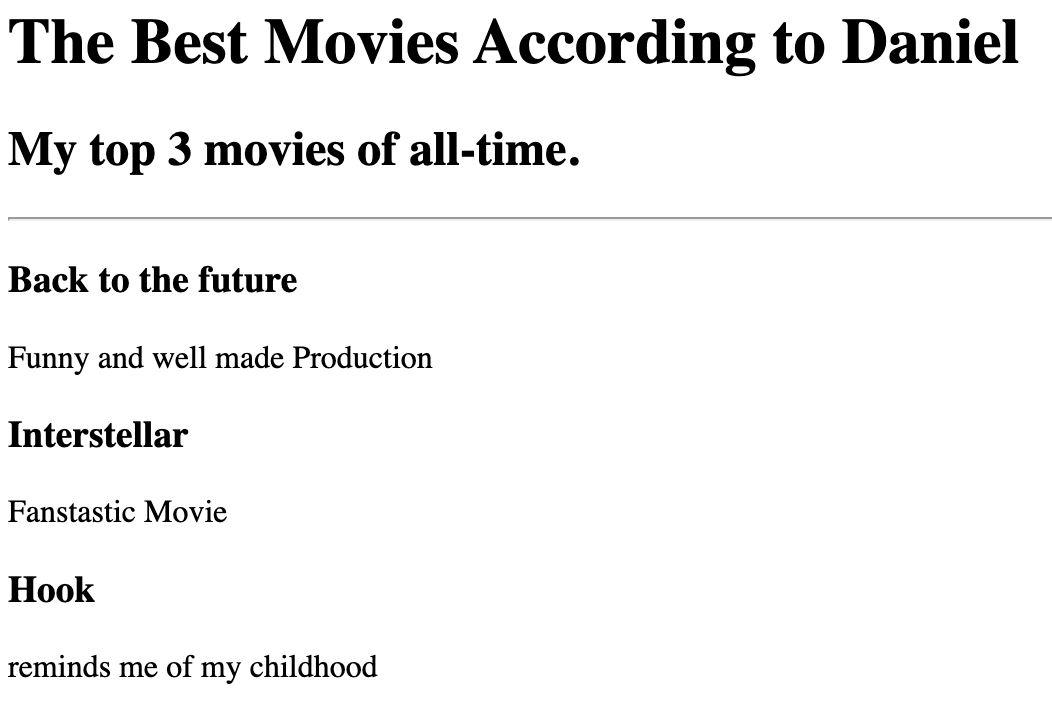 The Best Movies According to Daniel
My top 3 movies of all-time.
Back to the future
Funny and well made Production
Interstellar
Fanstastic Movie
Hook
reminds me of my childhood